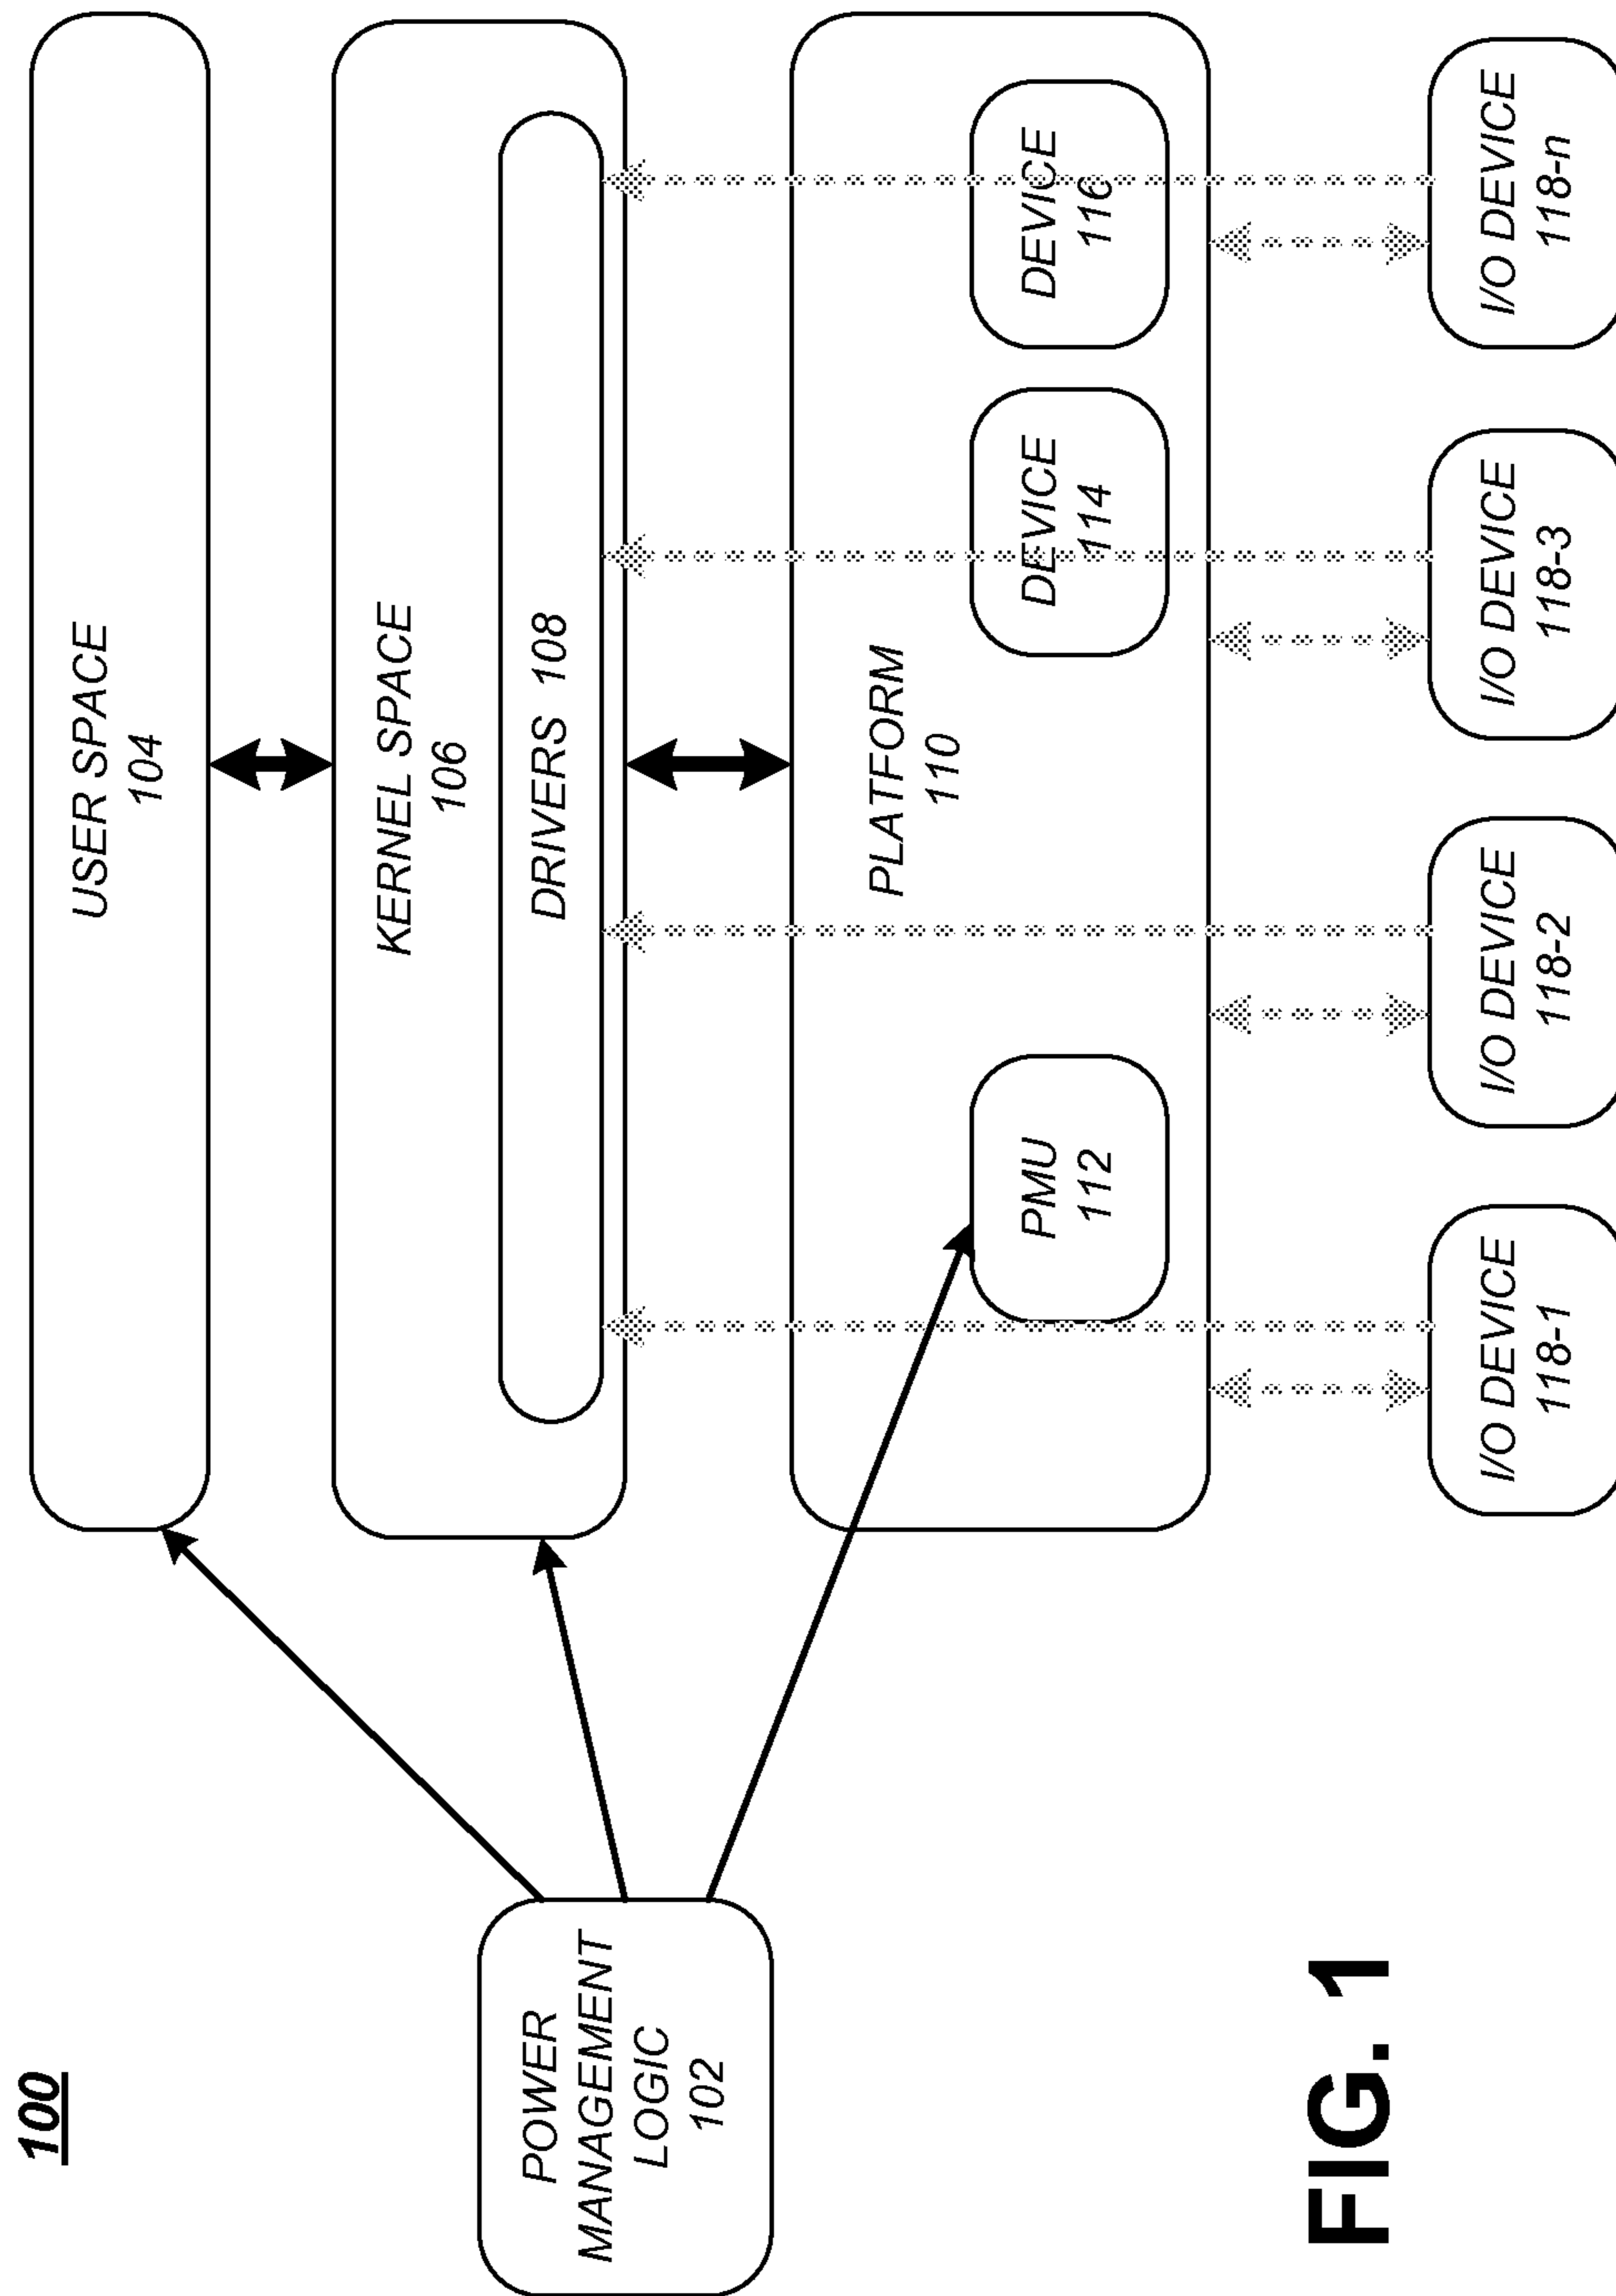 100
USER SPACE
104
KERNEL SPACE
106
DRIVERS 108
POWER
MANAGEMENT
LOGIC
102
PLATFORM
110
PMU
112
DEVICE
114
DEVICE
116
I/O DEVICE
118-1
I/O DEVICE
118-2
I/O DEVICE
118-3
I/O DEVICE
118-n
FIG. 1